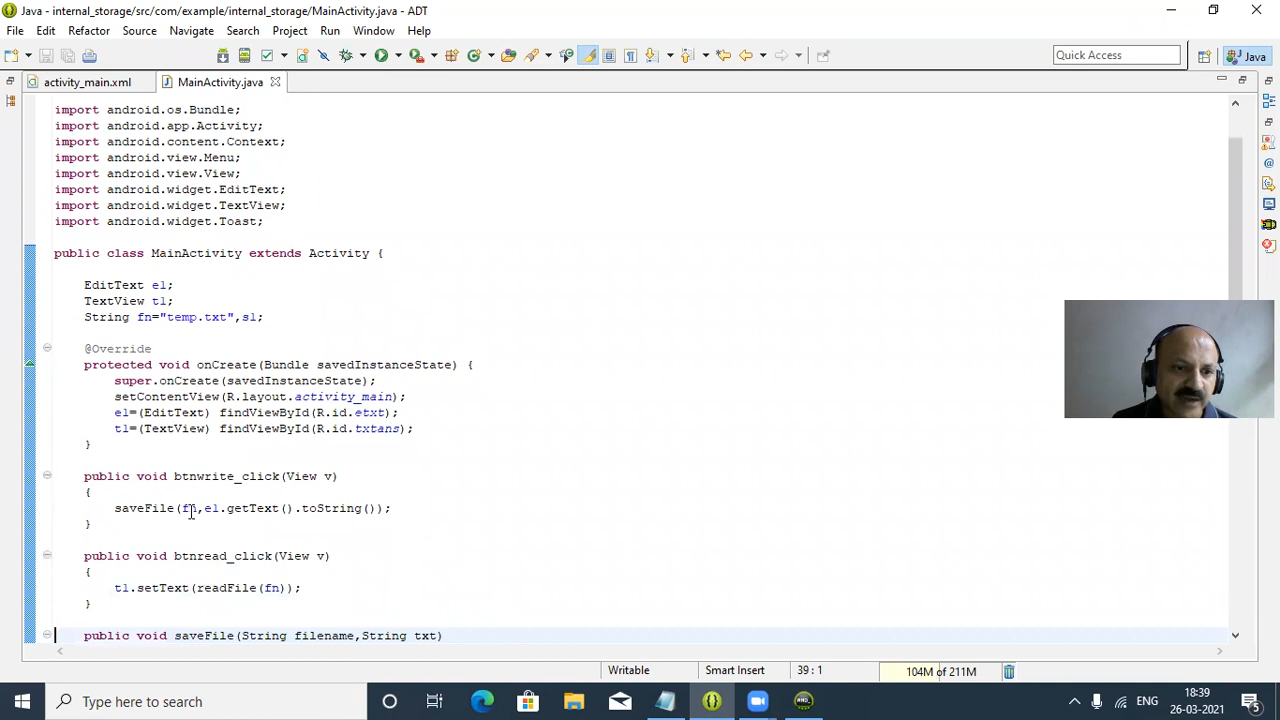 Java - internal_storage/src/com/example/internal_storage/MainActivity.java - ADT
File Edit Refactor Source Navigate Search Project Run Window Help
Quick Access
Java
activity_main.xml
MainActivity.java
import android.os.Bundle;
import android.app.Activity;
import android.content.Context;
import android.view.Menu;
import android.view.View;
import android.widget.EditText;
import android.widget.TextView;
import android.widget.Toast;
public class MainActivity extends Activity {
EditText e1;
TextView t1;
String fn="temp.txt",s1;
@Override
protected void onCreate(Bundle savedInstanceState) {
super.onCreate(savedInstanceState);
setContentView(R.layout.activity_main);
e1=(EditText) findViewById(R.id.etxt);
t1=(TextView) findViewById(R.id.txtans);
}
public void btnwrite_click(View v)
{
saveFile(fn,e1.getText().toString());
}
public void btnread_click(View v)
{
t1.setText(readFile(fn));
}
public void saveFile(String filename,String txt)
Writable
Smart Insert
39 : 1
104M of 211M
Type here to search
ENG
18:39
26-03-2021
5